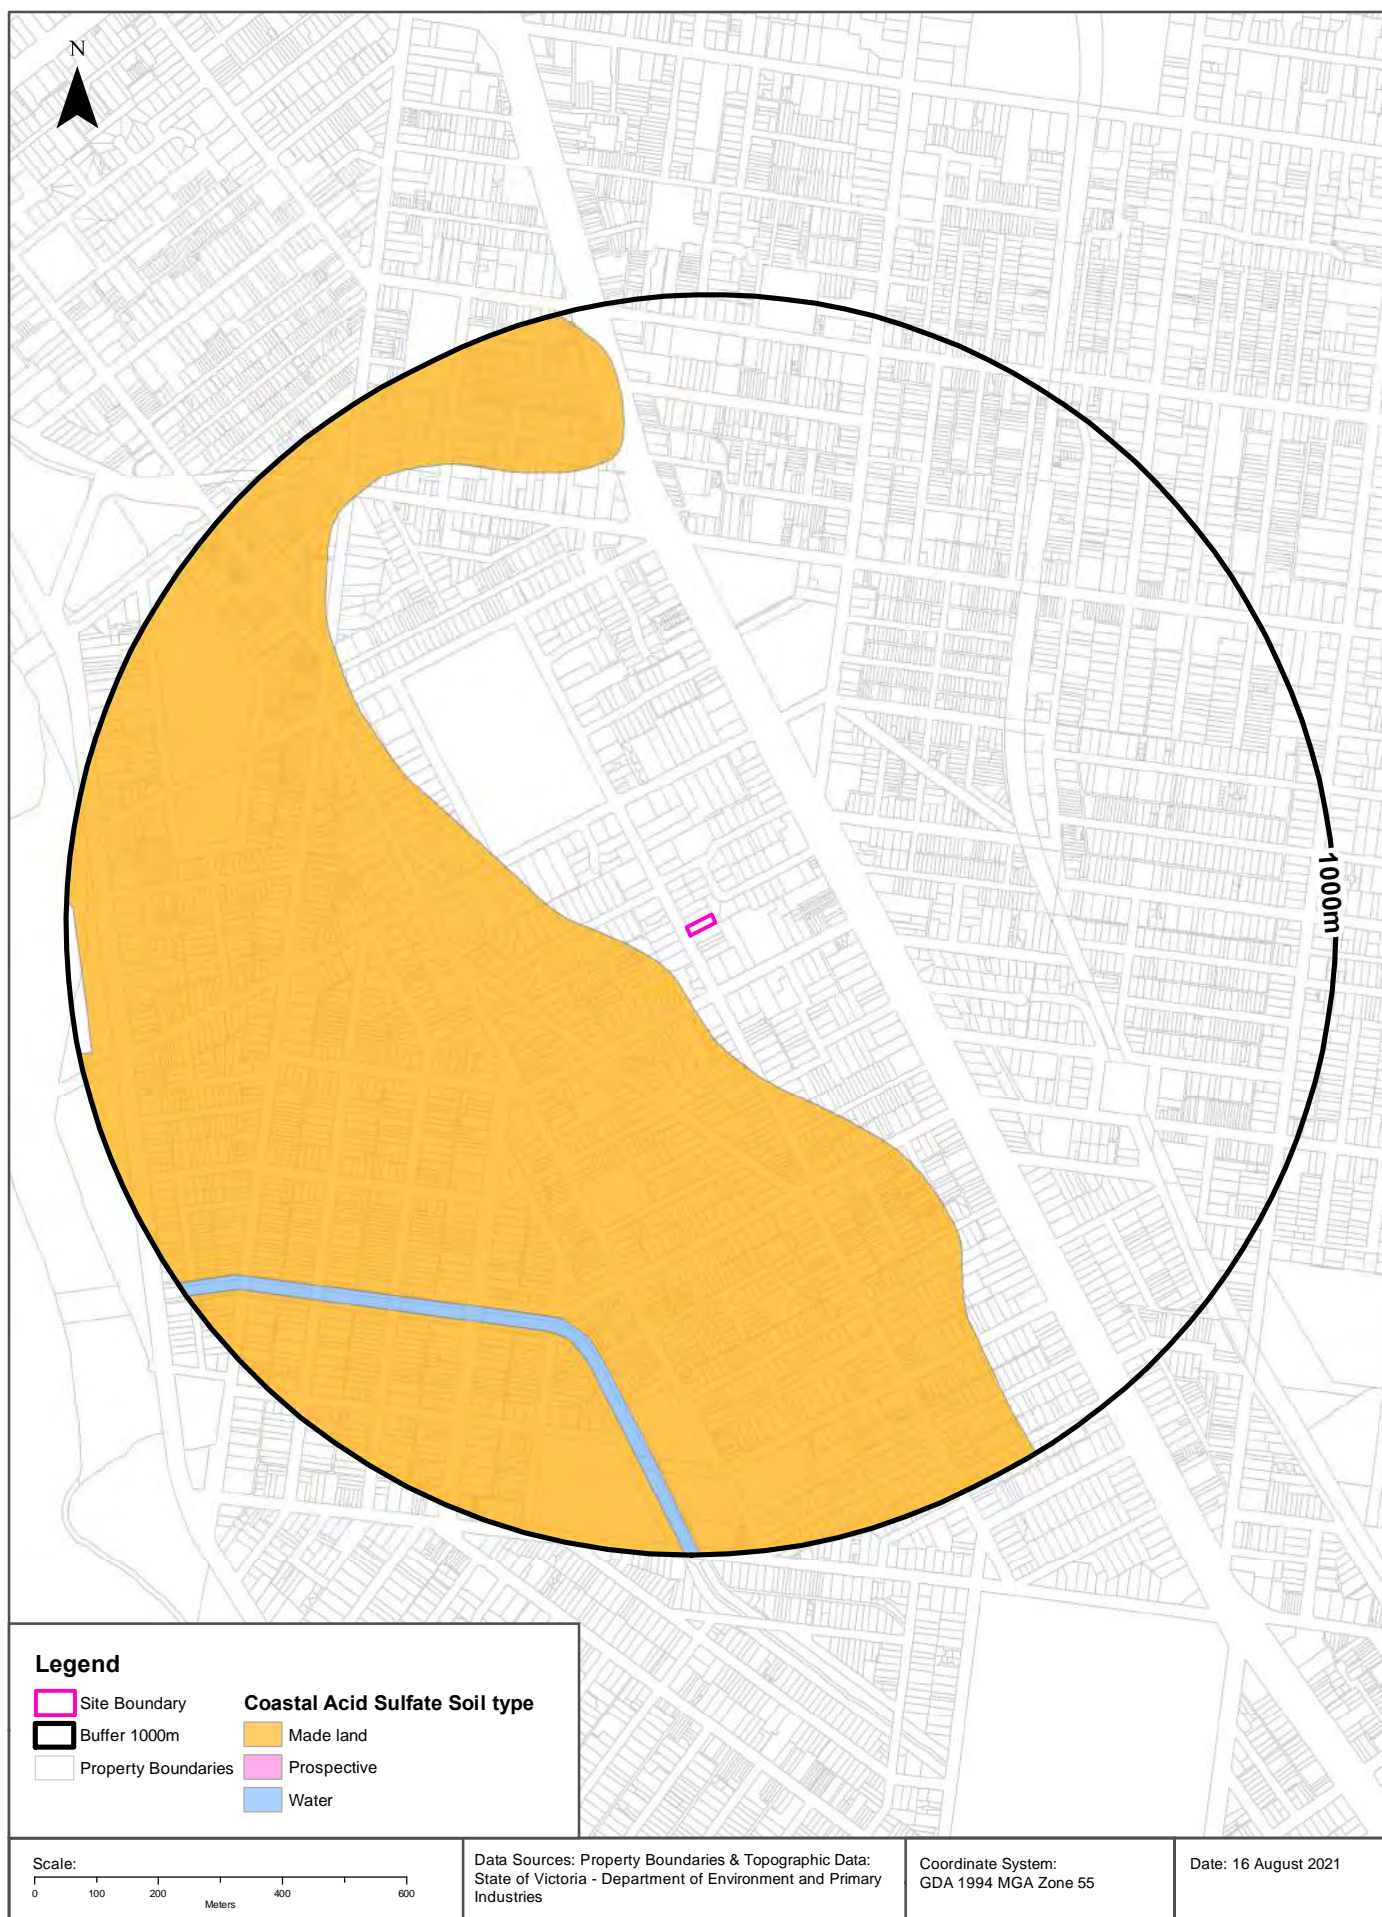 N
1000m
Legend
Site Boundary
Buffer 1000m
Property Boundaries
Coastal Acid Sulfate Soil type
Made land
Prospective
Water
Scale:
0 100 200 400 600
Meters
Data Sources: Property Boundaries & Topographic Data:
State of Victoria - Department of Environment and Primary
Industries
Coordinate System:
GDA 1994 MGA Zone 55
Date: 16 August 2021